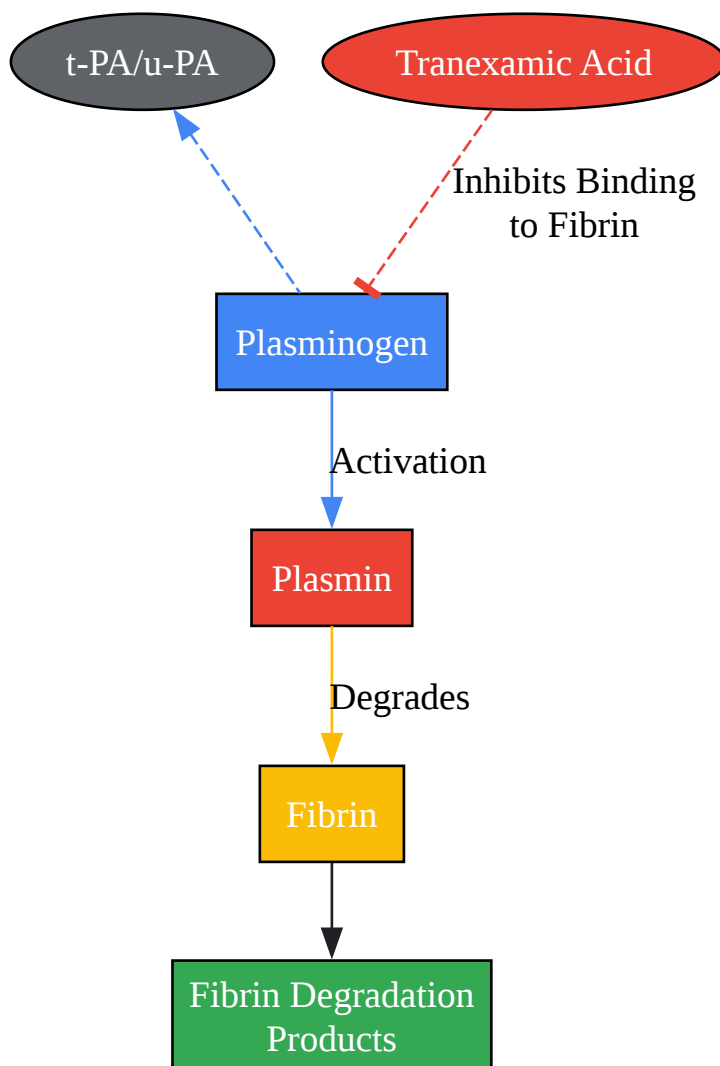 t-PA/u-PA
Tranexamic Acid
Inhibits Binding
to Fibrin
Plasminogen
Activation
Plasmin
Degrades
Fibrin
Fibrin Degradation
Products